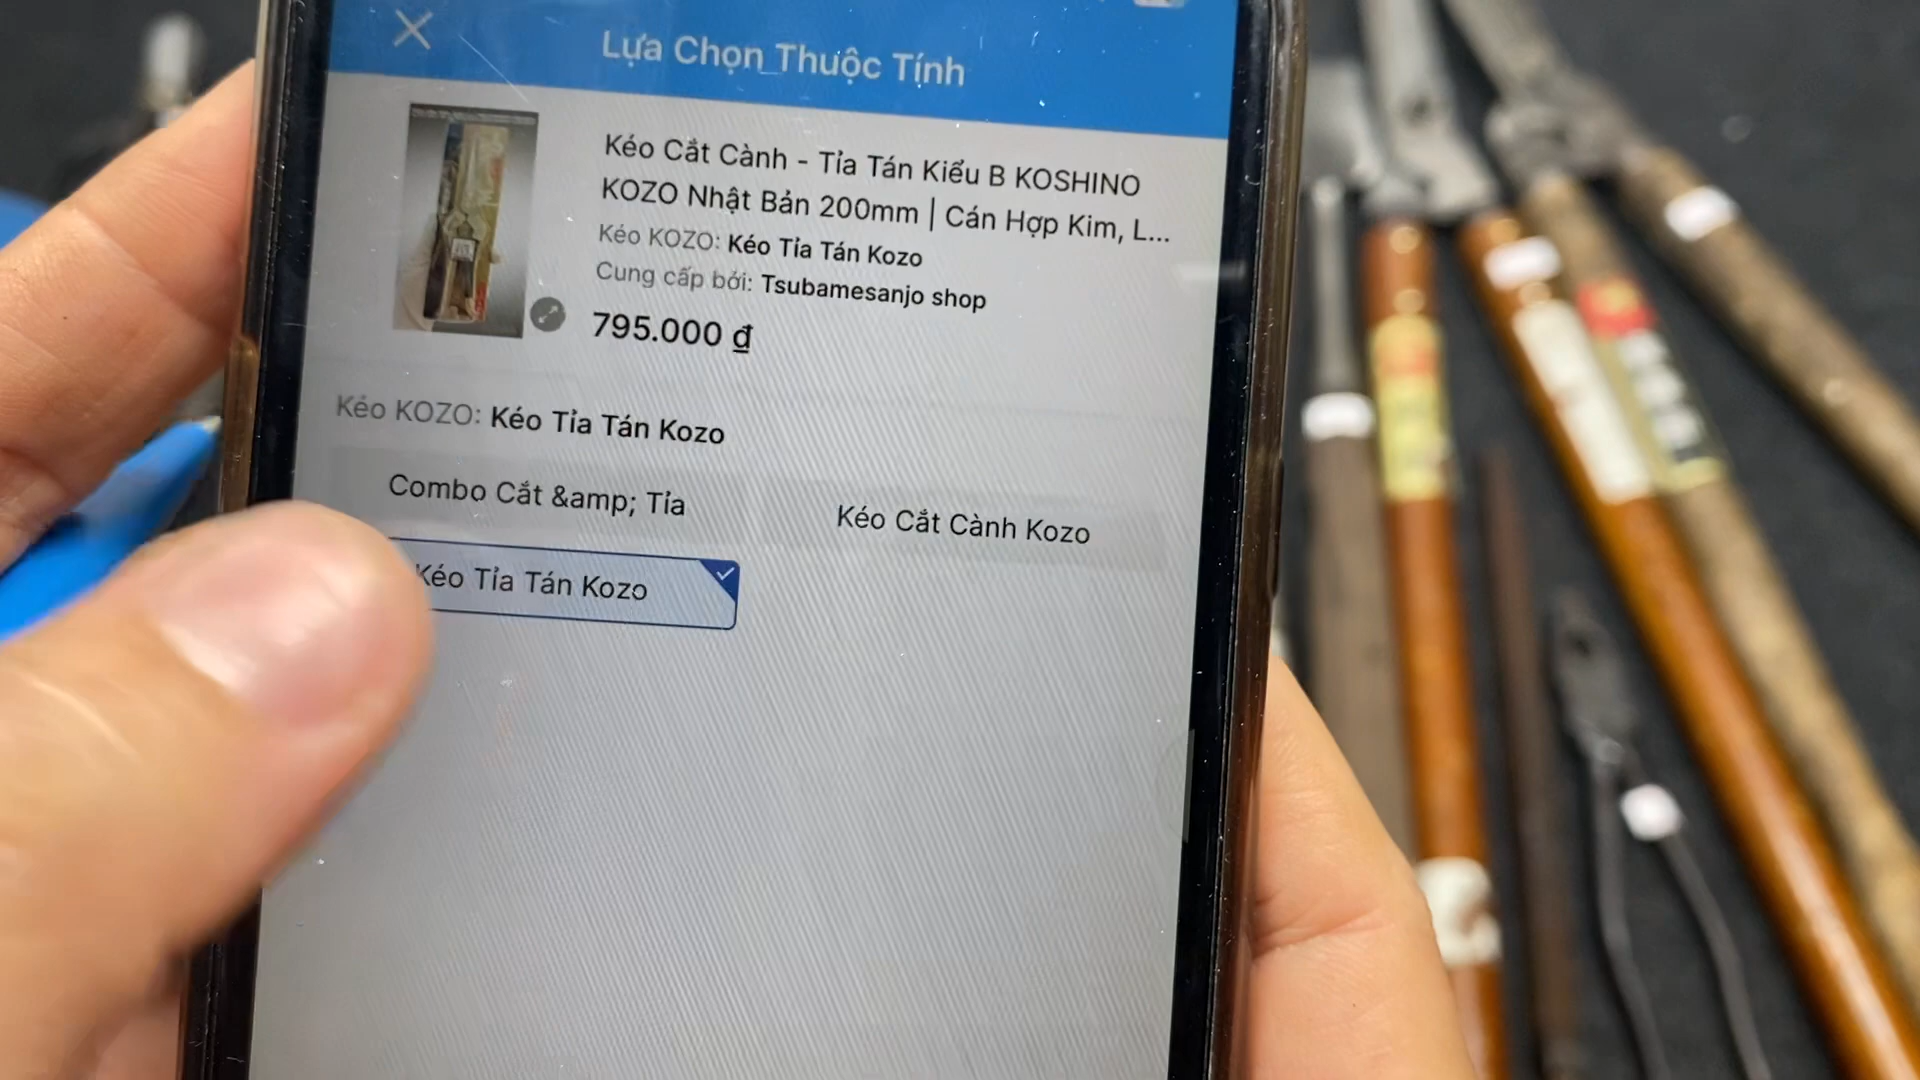 Lựa Chọn Thuộc Tính
Kéo Cắt Cành - Tỉa Tán Kiểu B KOSHINO
KOZO Nhật Bản 200mm | Cán Hợp Kim, L...
Kéo KOZO: Kéo Tỉa Tán Kozo
Cung cấp bởi: Tsubamesanjo shop
795.000 ₫
Kéo KOZO: Kéo Tỉa Tán Kozo
Combo Cắt &amp; Tỉa
Kéo Cắt Cành Kozo
Kéo Tỉa Tán Kozo